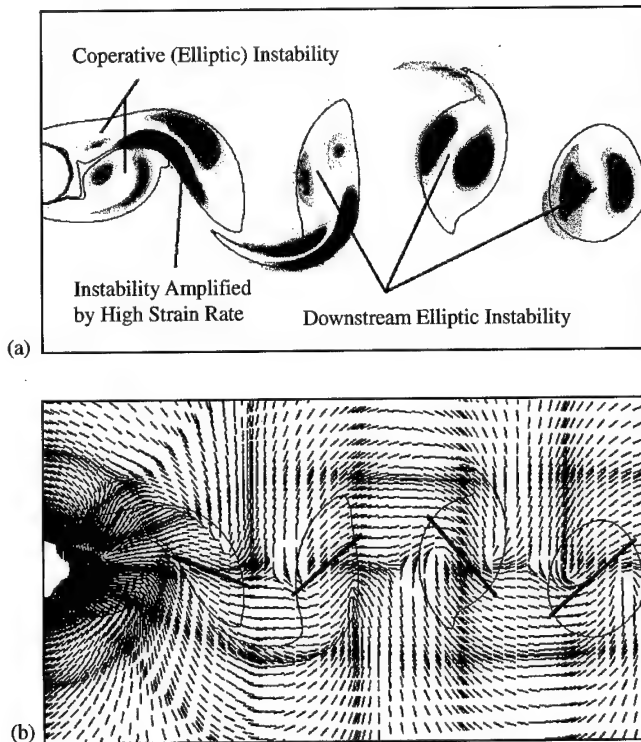 Coperative (Elliptic) Instability
Instability Amplified
by High Strain Rate
Downstream Elliptic Instability
(a)
(b)